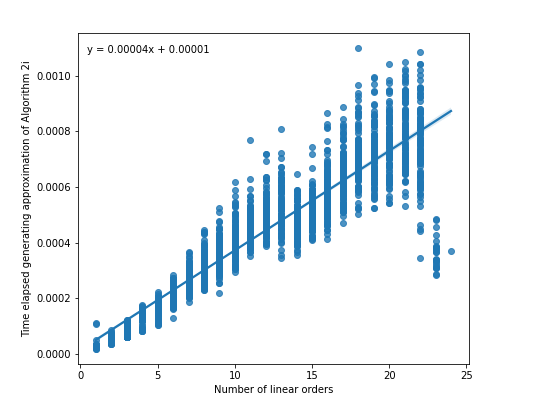 y = 0.00004x + 0.00001
0.0010
0.0008
0.0006
0.0004
0.0002
0.0000
Time elapsed generating approximation of Algorithm 2i
0 5 10 15 20 25
Number of linear orders